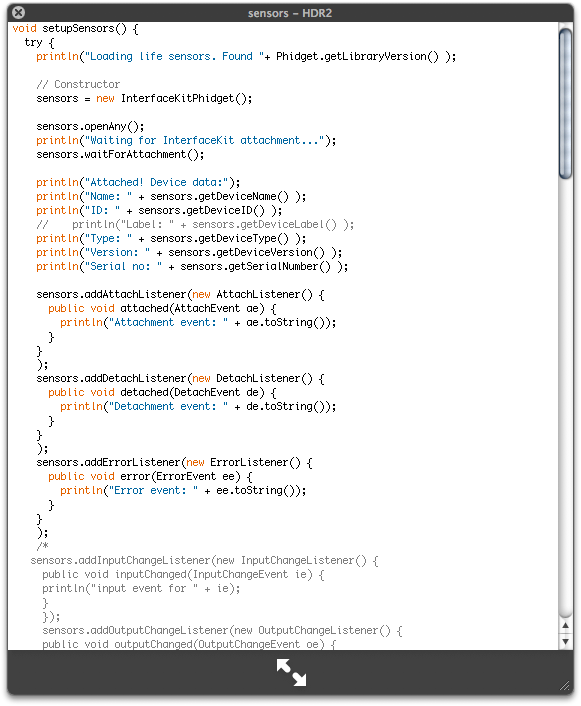 sensors – HDR2
void setupSensors() {
  try {
    println("Loading life sensors. Found "+ Phidget.getLibraryVersion() );

    // Constructor
    sensors = new InterfaceKitPhidget();

    sensors.openAny();
    println("Waiting for InterfaceKit attachment...");
    sensors.waitForAttachment();

    println("Attached! Device data:");
    println("Name: " + sensors.getDeviceName() );
    println("ID: " + sensors.getDeviceID() );
    //    println("Label: " + sensors.getDeviceLabel() );
    println("Type: " + sensors.getDeviceType() );
    println("Version: " + sensors.getDeviceVersion() );
    println("Serial no: " + sensors.getSerialNumber() );

    sensors.addAttachListener(new AttachListener() {
      public void attached(AttachEvent ae) {
        println("Attachment event: " + ae.toString());
      }
    }
    );
    sensors.addDetachListener(new DetachListener() {
      public void detached(DetachEvent de) {
        println("Detachment event: " + de.toString());
      }
    }
    );
    sensors.addErrorListener(new ErrorListener() {
      public void error(ErrorEvent ee) {
        println("Error event: " + ee.toString());
      }
    }
    );
    /*
   sensors.addInputChangeListener(new InputChangeListener() {
     public void inputChanged(InputChangeEvent ie) {
     println("input event for " + ie);
     }
     });
     sensors.addOutputChangeListener(new OutputChangeListener() {
     public void outputChanged(OutputChangeEvent oe) {